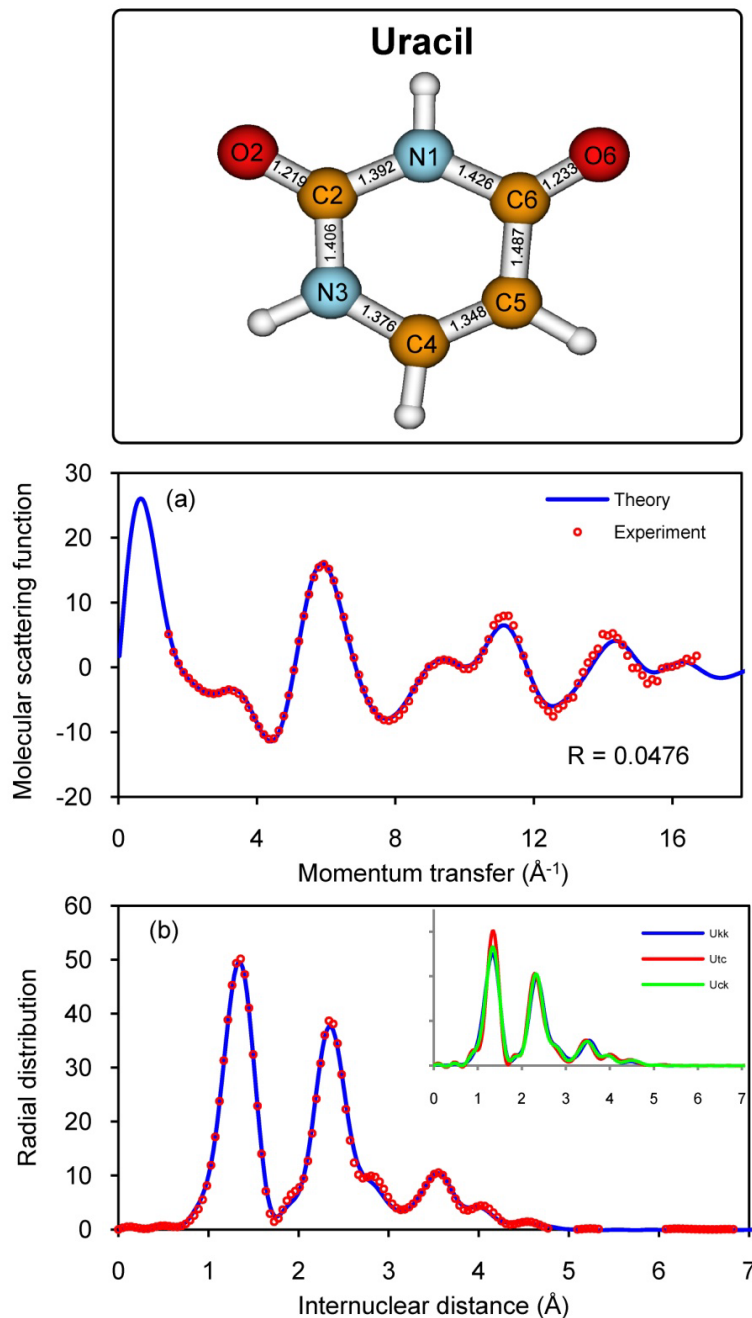 Uracil
O2
N1
O6
1.219
1.392
1.426
1.233
C2
C6
1.406
1.487
N3
C5
1.376
1.348
C4
30
20
10
0
-10
-20
Molecular scattering function
(a)
Theory
Experiment
R = 0.0476
0 4 8 12 16
Momentum transfer (Å-1)
60
50
40
30
20
10
0
Radial distribution
(b)
Ukk
Utc
Uck
0 1 2 3 4 5 6 7
0 1 2 3 4 5 6 7
Internuclear distance (Å)